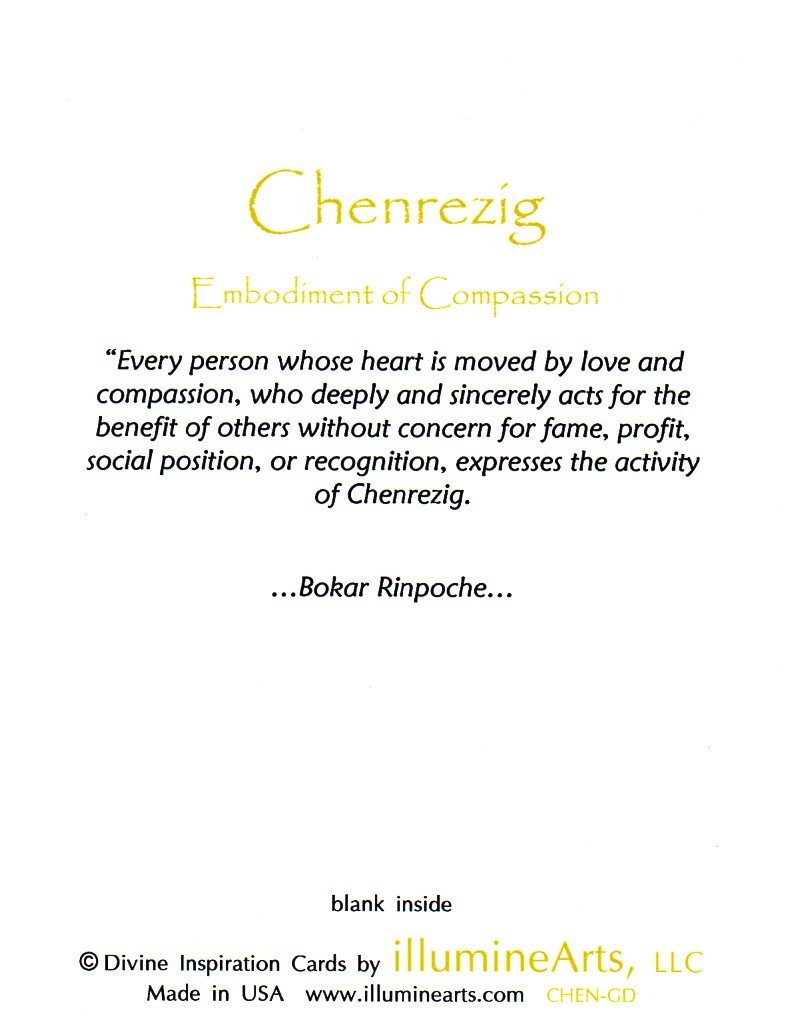 Chenrezig
Embodiment of Compassion
“Every person whose heart is moved by love and
compassion, who deeply and sincerely acts for the
benefit of others without concern for fame, profit,
social position, or recognition, expresses the activity
of Chenrezig.
...Bokar Rinpoche...
blank inside
© Divine Inspiration Cards by illumineArts, LLC
Made in USA www.illuminearts.com CHEN-GD